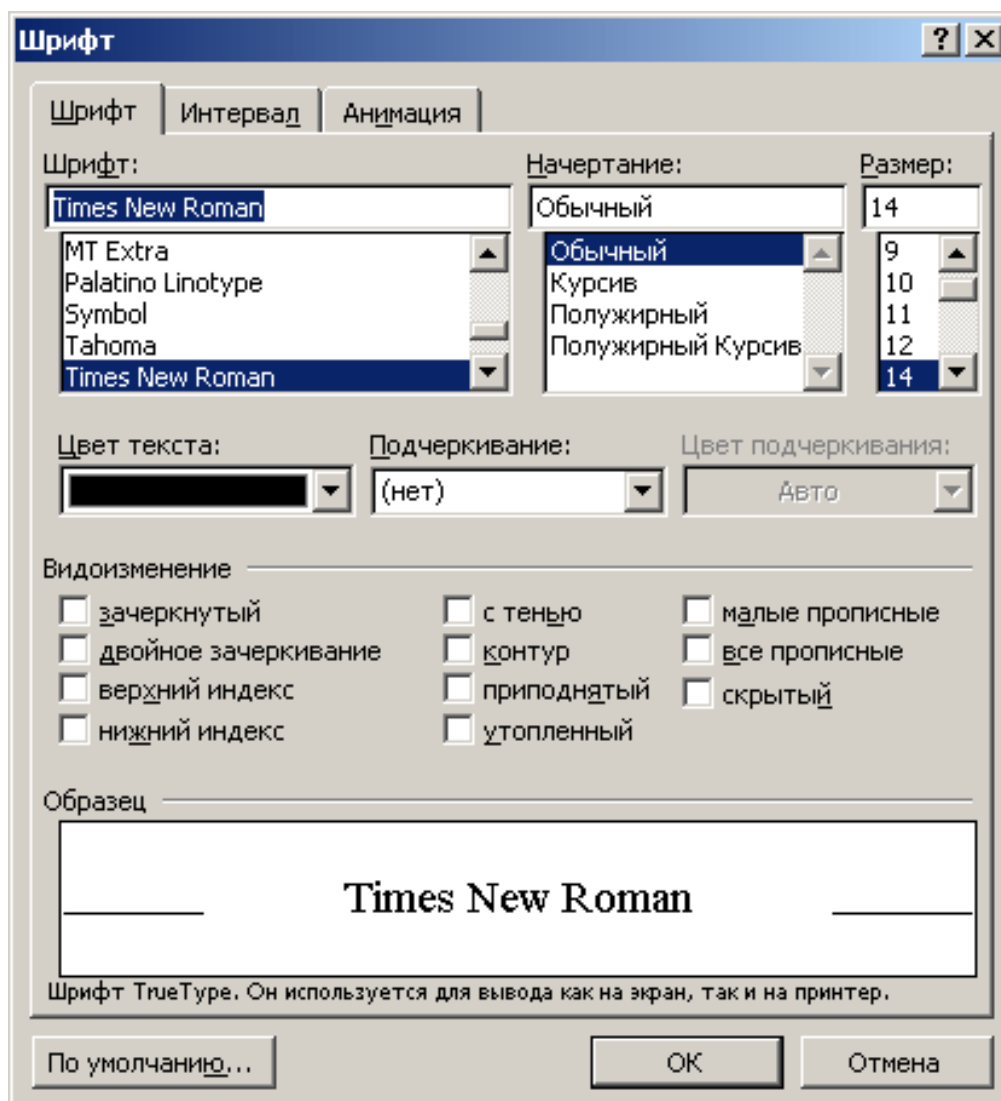 Шрифт
Шрифт Интервал Анимация
Шрифт: Начертание: Размер:
Times New Roman Обычный 14
MT Extra Обычный 9
Palatino Linotype Курсив 10
Symbol Полужирный 11
Tahoma Полужирный Курсив 12
Times New Roman 14
Цвет текста: Подчеркивание: Цвет подчеркивания:
(нет) Авто
Видоизменение
зачеркнутый с тенью малые прописные
двойное зачеркивание контур все прописные
верхний индекс приподнятый скрытый
нижний индекс утопленный
Образец
Times New Roman
Шрифт TrueType. Он используется для вывода как на экран, так и на принтер.
По умолчанию... ОК Отмена